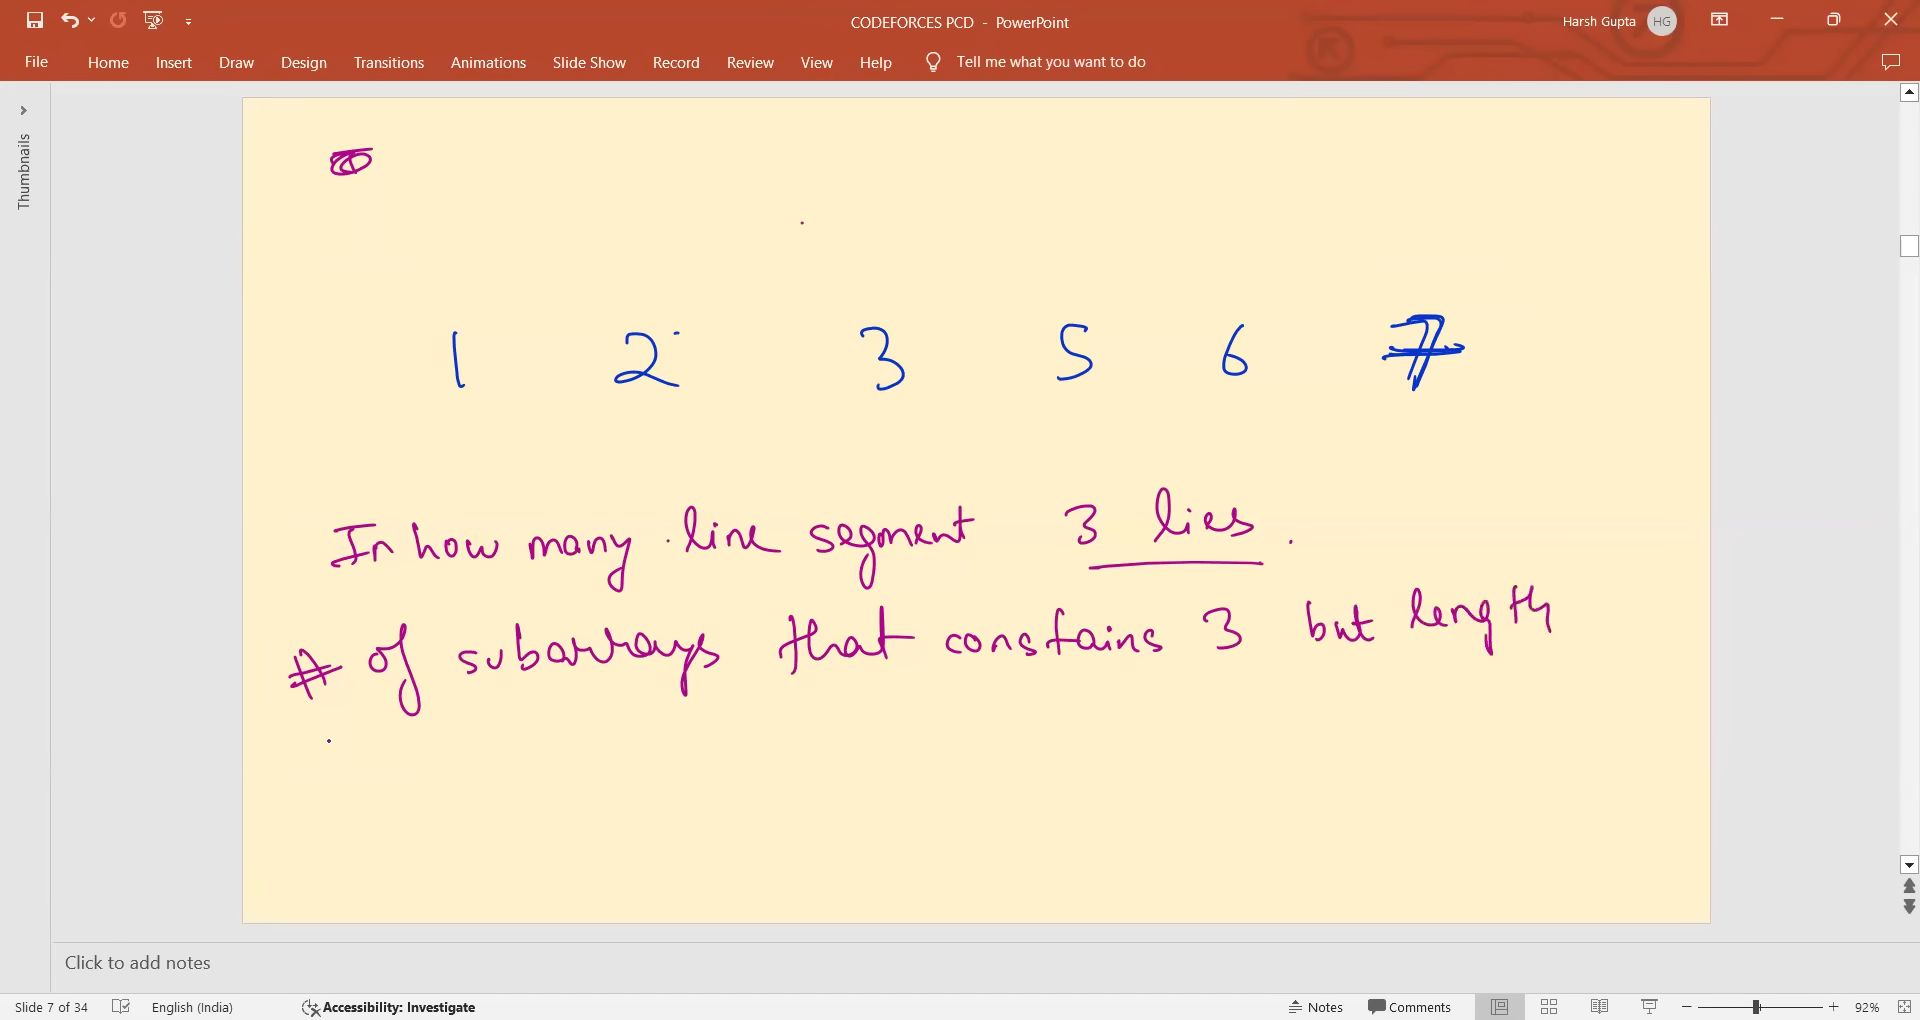 CODEFORCES PCD - PowerPoint
Harsh Gupta HG
File Home Insert Draw Design Transitions Animations Slide Show Record Review View Help Tell me what you want to do
Thumbnails
1 2 3 5 6 7
In how many line segment 3 lies.
# of subarrays that constains 3 but length
Click to add notes
Slide 7 of 34 English (India) Accessibility: Investigate Notes Comments 92%